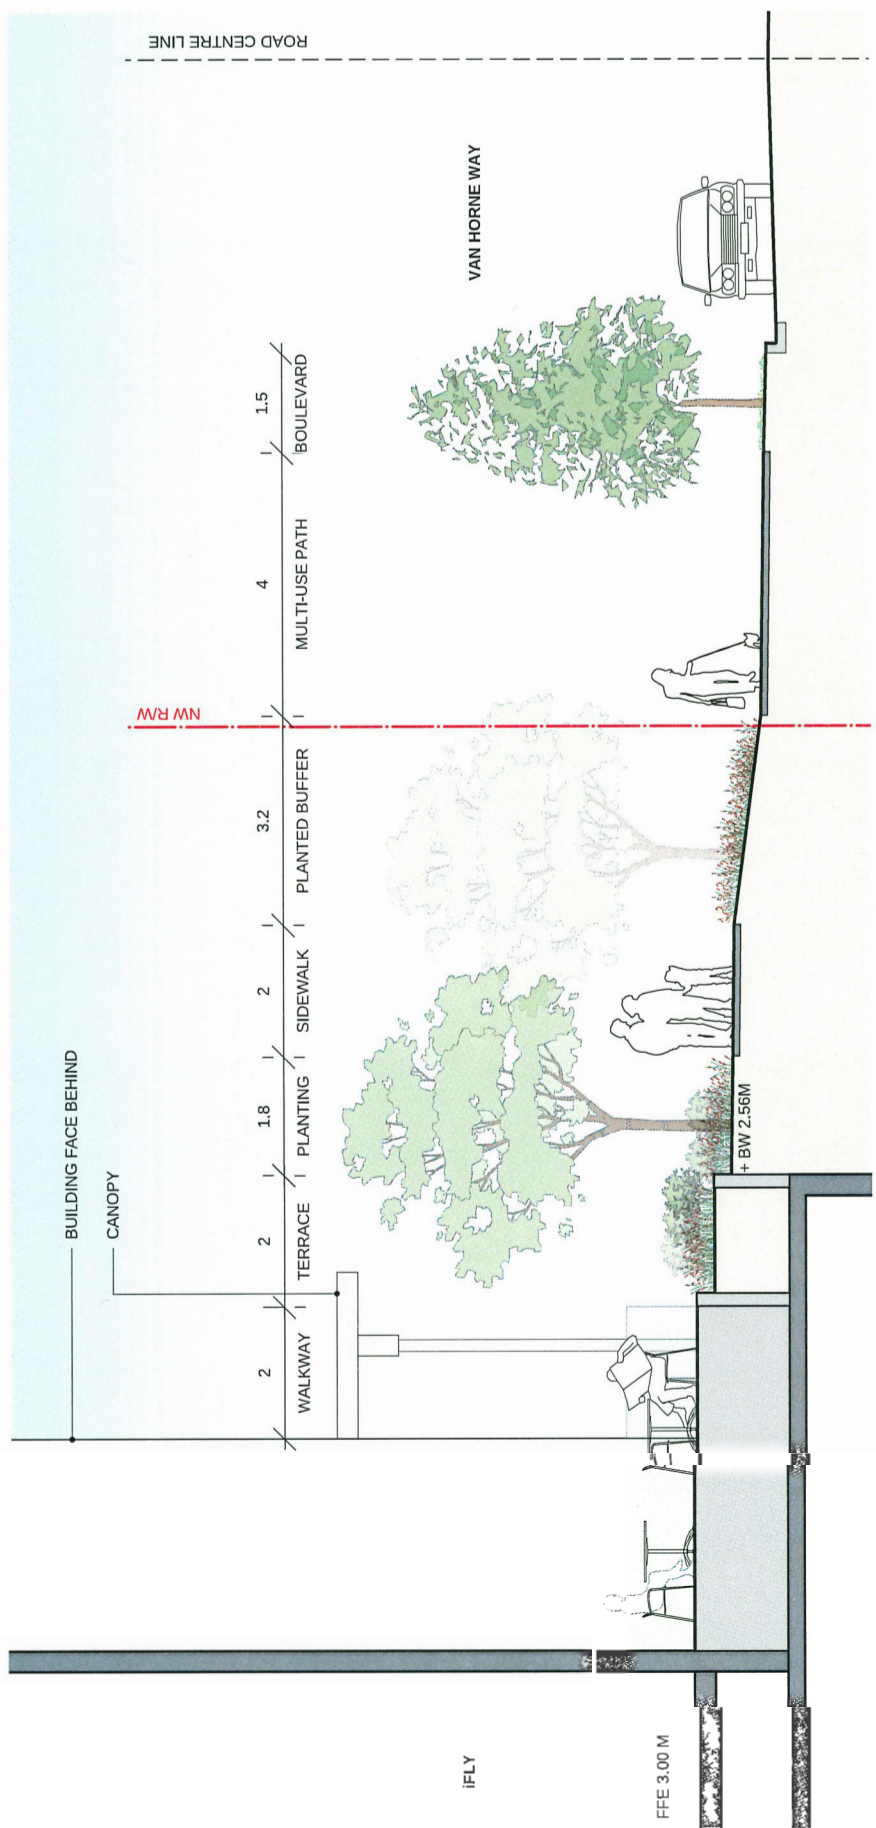 BUILDING FACE BEHIND
CANOPY
2
2
1.8
2
3.2
4
1.5
WALKWAY
TERRACE
PLANTING
SIDEWALK
PLANTED BUFFER
MULTI-USE PATH
BOULEVARD
NW R/W
ROAD CENTRE LINE
VAN HORNE WAY
iFLY
FFE 3.00 M
+ BW 2.56M